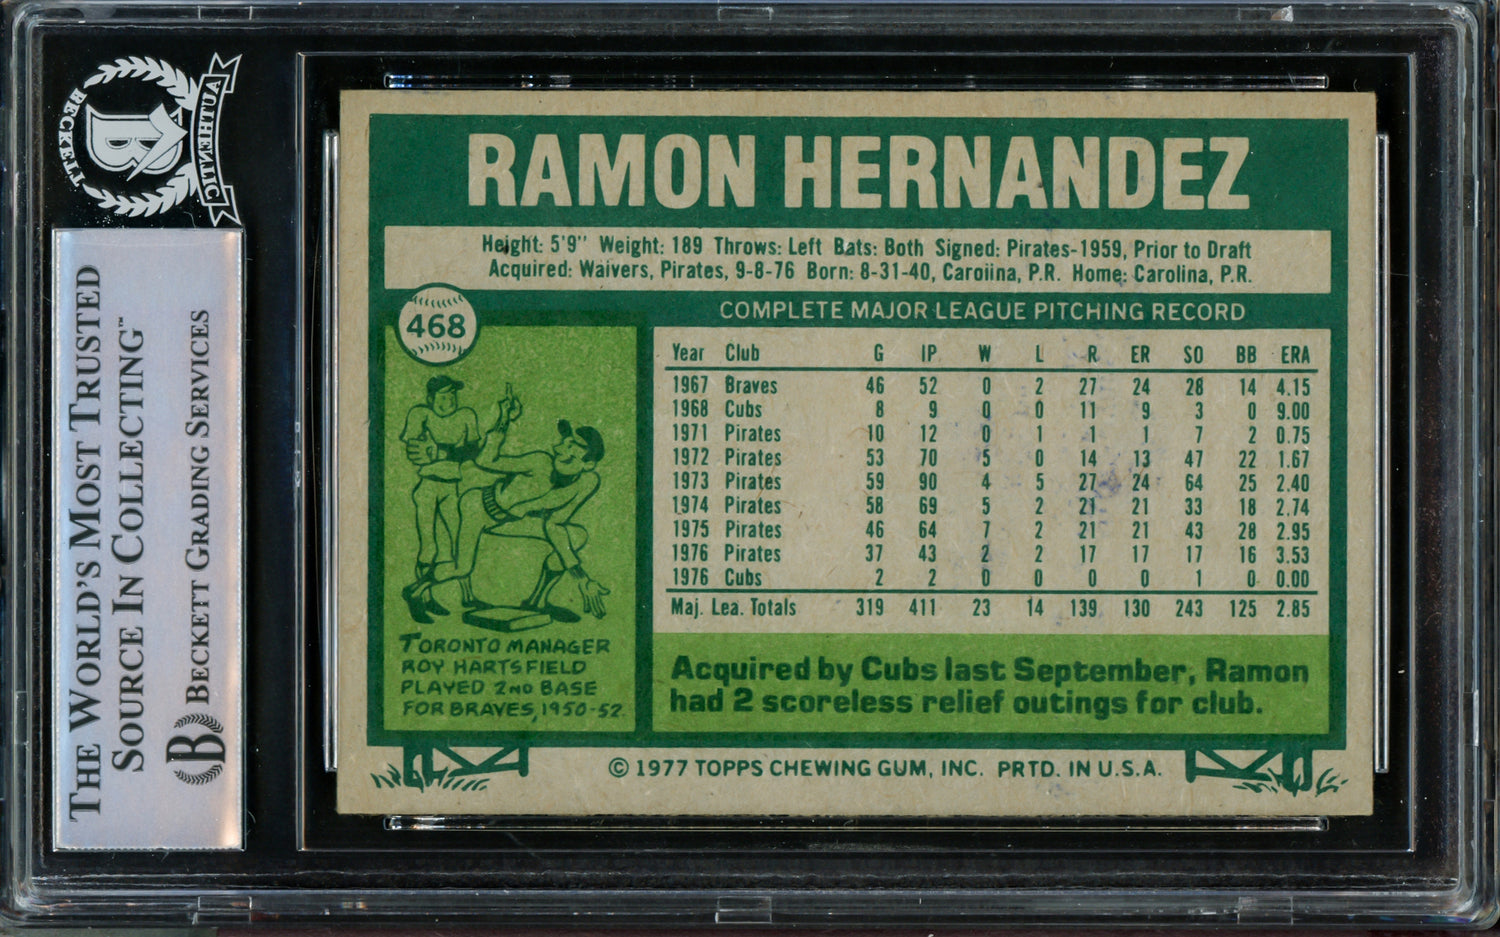 BECKETT
AUTHENTIC
B
THE WORLD'S MOST TRUSTED
SOURCE IN COLLECTING™
B BECKETT GRADING SERVICES
RAMON HERNANDEZ
Height: 5'9" Weight: 189 Throws: Left Bats: Both Signed: Pirates-1959, Prior to Draft
Acquired: Waivers, Pirates, 9-8-76 Born: 8-31-40, Caroiina, P.R. Home: Carolina, P.R.
468
COMPLETE MAJOR LEAGUE PITCHING RECORD
Year Club G IP W L R ER SO BB ERA
1967 Braves 46 52 0 2 27 24 28 14 4.15
1968 Cubs 8 9 0 0 11 9 3 0 9.00
1971 Pirates 10 12 0 1 1 1 7 2 0.75
1972 Pirates 53 70 5 0 14 13 47 22 1.67
1973 Pirates 59 90 4 5 27 24 64 25 2.40
1974 Pirates 58 69 5 2 21 21 33 18 2.74
1975 Pirates 46 64 7 2 21 21 43 28 2.95
1976 Pirates 37 43 2 2 17 17 17 16 3.53
1976 Cubs 2 2 0 0 0 0 1 0 0.00
Maj. Lea. Totals 319 411 23 14 139 130 243 125 2.85
TORONTO MANAGER
ROY HARTSFIELD
PLAYED 2ND BASE
FOR BRAVES, 1950-52
Acquired by Cubs last September, Ramon
had 2 scoreless relief outings for club.
© 1977 TOPPS CHEWING GUM, INC. PRTD. IN U.S.A.